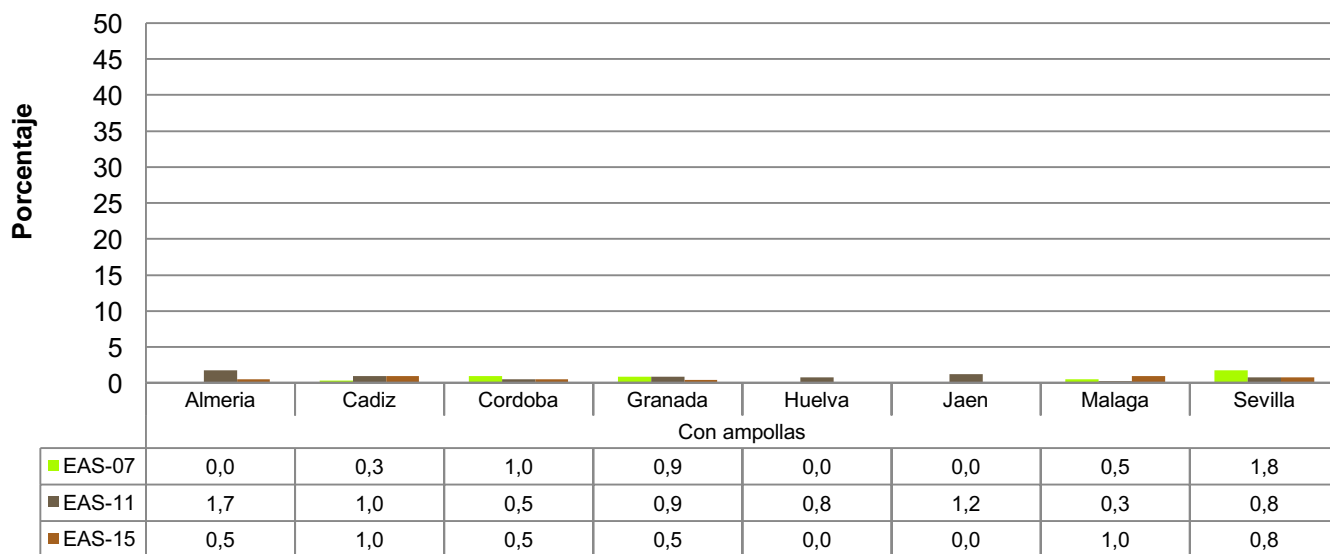 Porcentaje
50
45
40
35
30
25
20
15
10
5
0
Almeria Cadiz Cordoba Granada Huelva Jaen Malaga Sevilla
Con ampollas
EAS-07 0,0 0,3 1,0 0,9 0,0 0,0 0,5 1,8
EAS-11 1,7 1,0 0,5 0,9 0,8 1,2 0,3 0,8
EAS-15 0,5 1,0 0,5 0,5 0,0 0,0 1,0 0,8